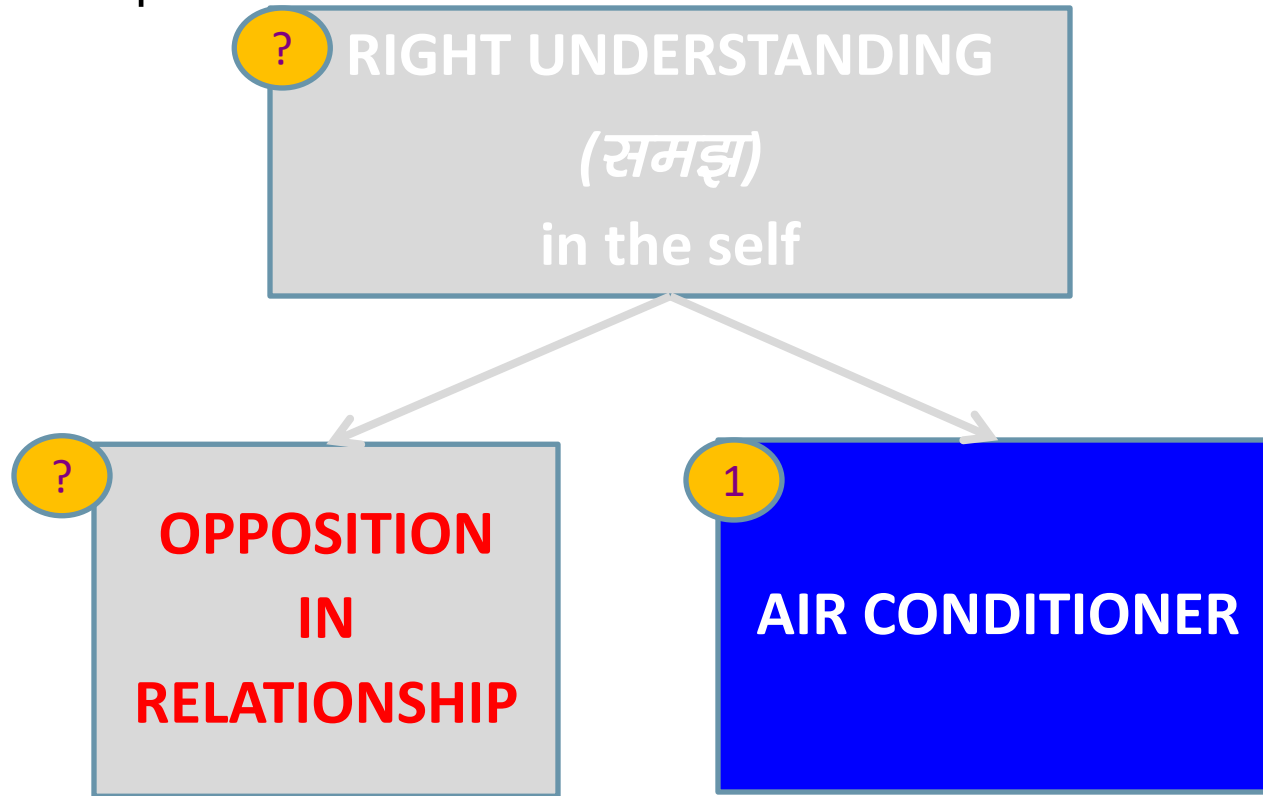 ?
RIGHT UNDERSTANDING
(समझ)
in the self
?
OPPOSITION
IN
RELATIONSHIP
1
AIR CONDITIONER